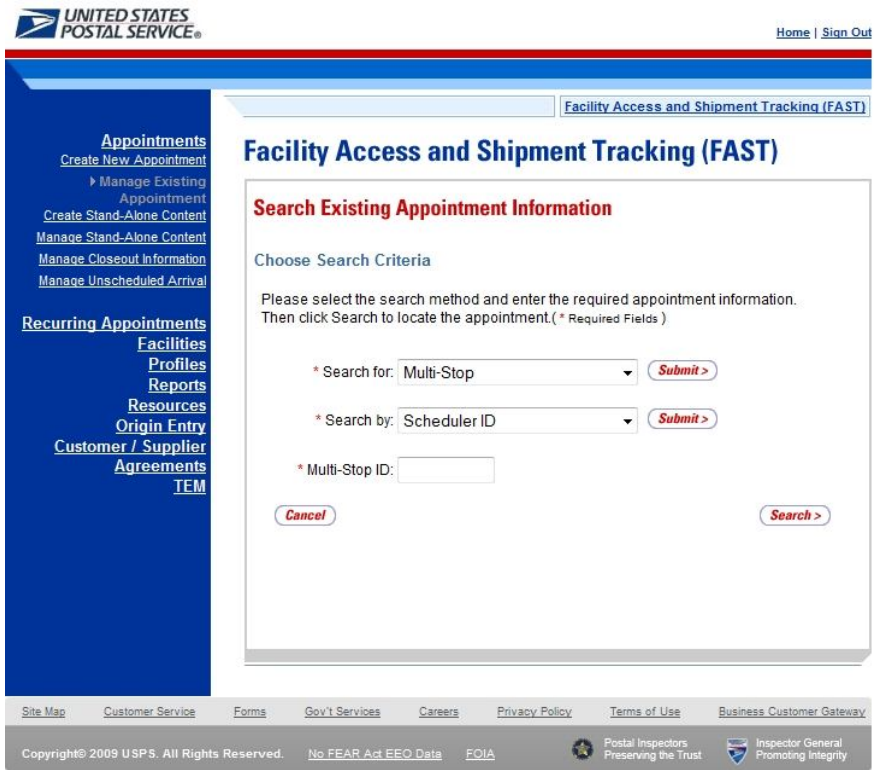 UNITED STATES
POSTAL SERVICE®
Home | Sign Out
Facility Access and Shipment Tracking (FAST)
Appointments
Create New Appointment
Manage Existing
Appointment
Create Stand-Alone Content
Manage Stand-Alone Content
Manage Closeout Information
Manage Unscheduled Arrival
Recurring Appointments
Facilities
Profiles
Reports
Resources
Origin Entry
Customer / Supplier
Agreements
TEM
Facility Access and Shipment Tracking (FAST)
Search Existing Appointment Information
Choose Search Criteria
Please select the search method and enter the required appointment information.
Then click Search to locate the appointment.( * Required Fields )
* Search for: Multi-Stop Submit >
* Search by: Scheduler ID Submit >
* Multi-Stop ID:
Cancel Search >
Site Map Customer Service Forms Gov't Services Careers Privacy Policy Terms of Use Business Customer Gateway
Copyright© 2009 USPS. All Rights Reserved. No FEAR Act EEO Data FOIA
Postal Inspectors
Preserving the Trust
Inspector General
Promoting Integrity